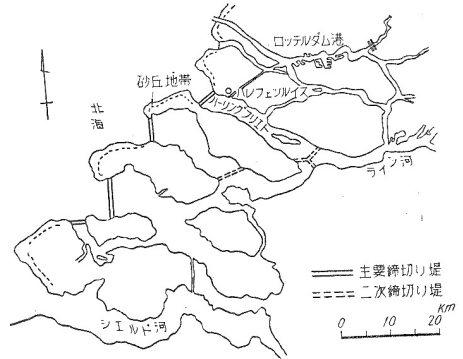 ロッテルダム港
砂丘地帯
ハレフェンルイス
ハーリングフリート
北海
ライン河
主要締切り堤
二次締切り堤
シェルド河
km
0 10 20